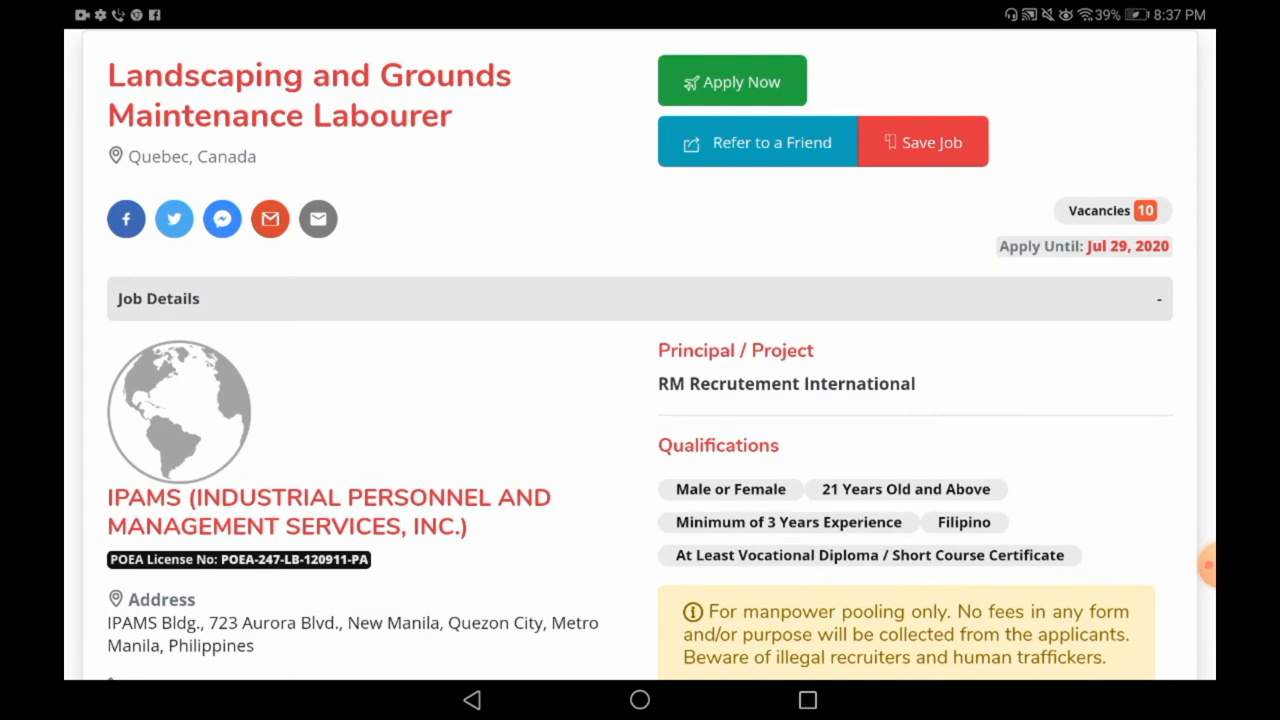 39% 8:37 PM
Landscaping and Grounds
Maintenance Labourer
Quebec, Canada
Apply Now
Refer to a Friend
Save Job
Vacancies 10
Apply Until: Jul 29, 2020
Job Details -
IPAMS (INDUSTRIAL PERSONNEL AND
MANAGEMENT SERVICES, INC.)
POEA License No: POEA-247-LB-120911-PA
Address
IPAMS Bldg., 723 Aurora Blvd., New Manila, Quezon City, Metro
Manila, Philippines
Principal / Project
RM Recrutement International
Qualifications
Male or Female 21 Years Old and Above
Minimum of 3 Years Experience Filipino
At Least Vocational Diploma / Short Course Certificate
For manpower pooling only. No fees in any form
and/or purpose will be collected from the applicants.
Beware of illegal recruiters and human traffickers.